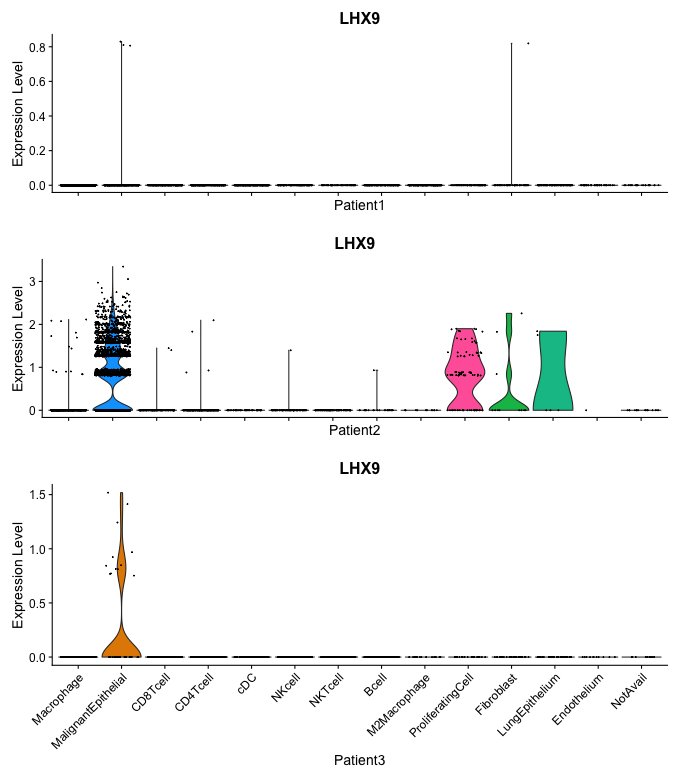 LHX9
Expression Level
0.8
0.6
0.4
0.2
0.0
Patient1
LHX9
Expression Level
3
2
1
0
Patient2
LHX9
Expression Level
1.5
1.0
0.5
0.0
Macrophage
MalignantEpithelial
CD8Tcell
CD4Tcell
cDC
NKcell
NKTcell
Bcell
M2Macrophage
ProliferatingCell
Fibroblast
LungEpithelium
Endothelium
NotAvail
Patient3